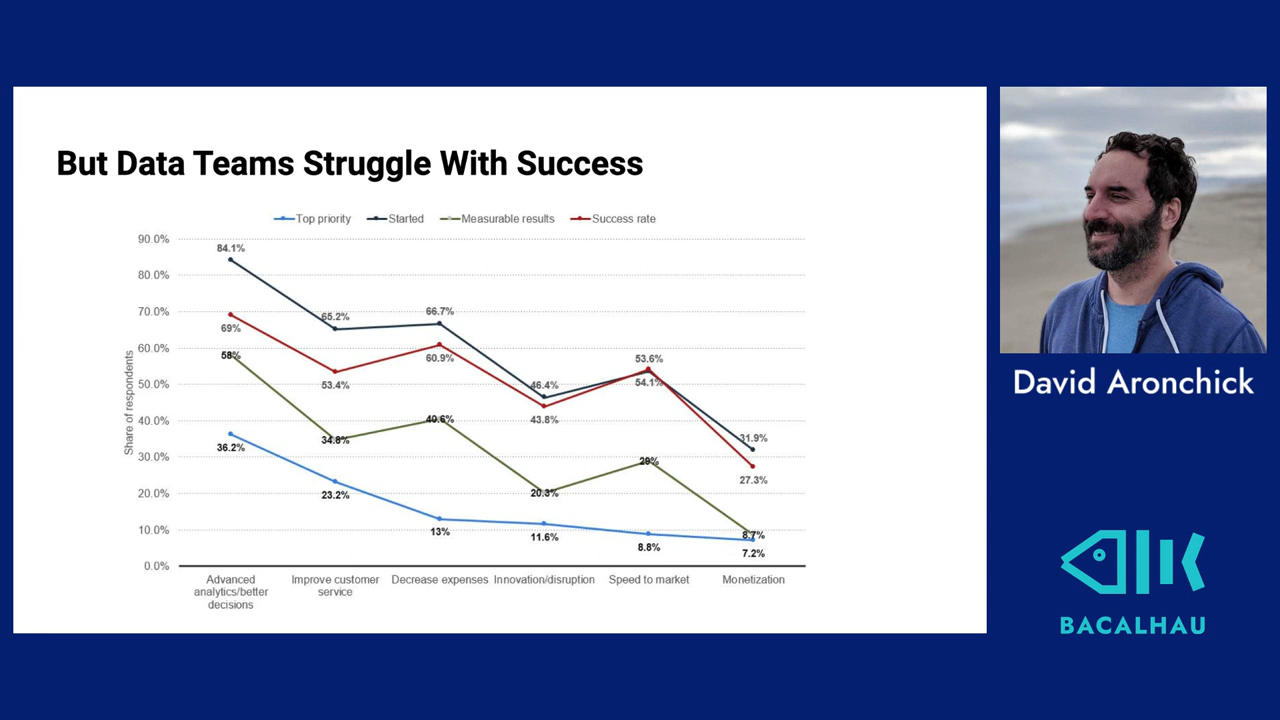 But Data Teams Struggle With Success
Top priority Started Measurable results Success rate
Share of respondents
90.0%
80.0%
70.0%
60.0%
50.0%
40.0%
30.0%
20.0%
10.0%
0.0%
84.1%
65.2%
66.7%
46.4%
53.6%
31.9%
69%
53.4%
60.9%
43.8%
54.1%
27.3%
58%
34.8%
40.6%
20.3%
29%
8.7%
36.2%
23.2%
13%
11.6%
8.8%
7.2%
Advanced
analytics/better
decisions
Improve customer
service
Decrease expenses
Innovation/disruption
Speed to market
Monetization
David Aronchick
BACALHAU